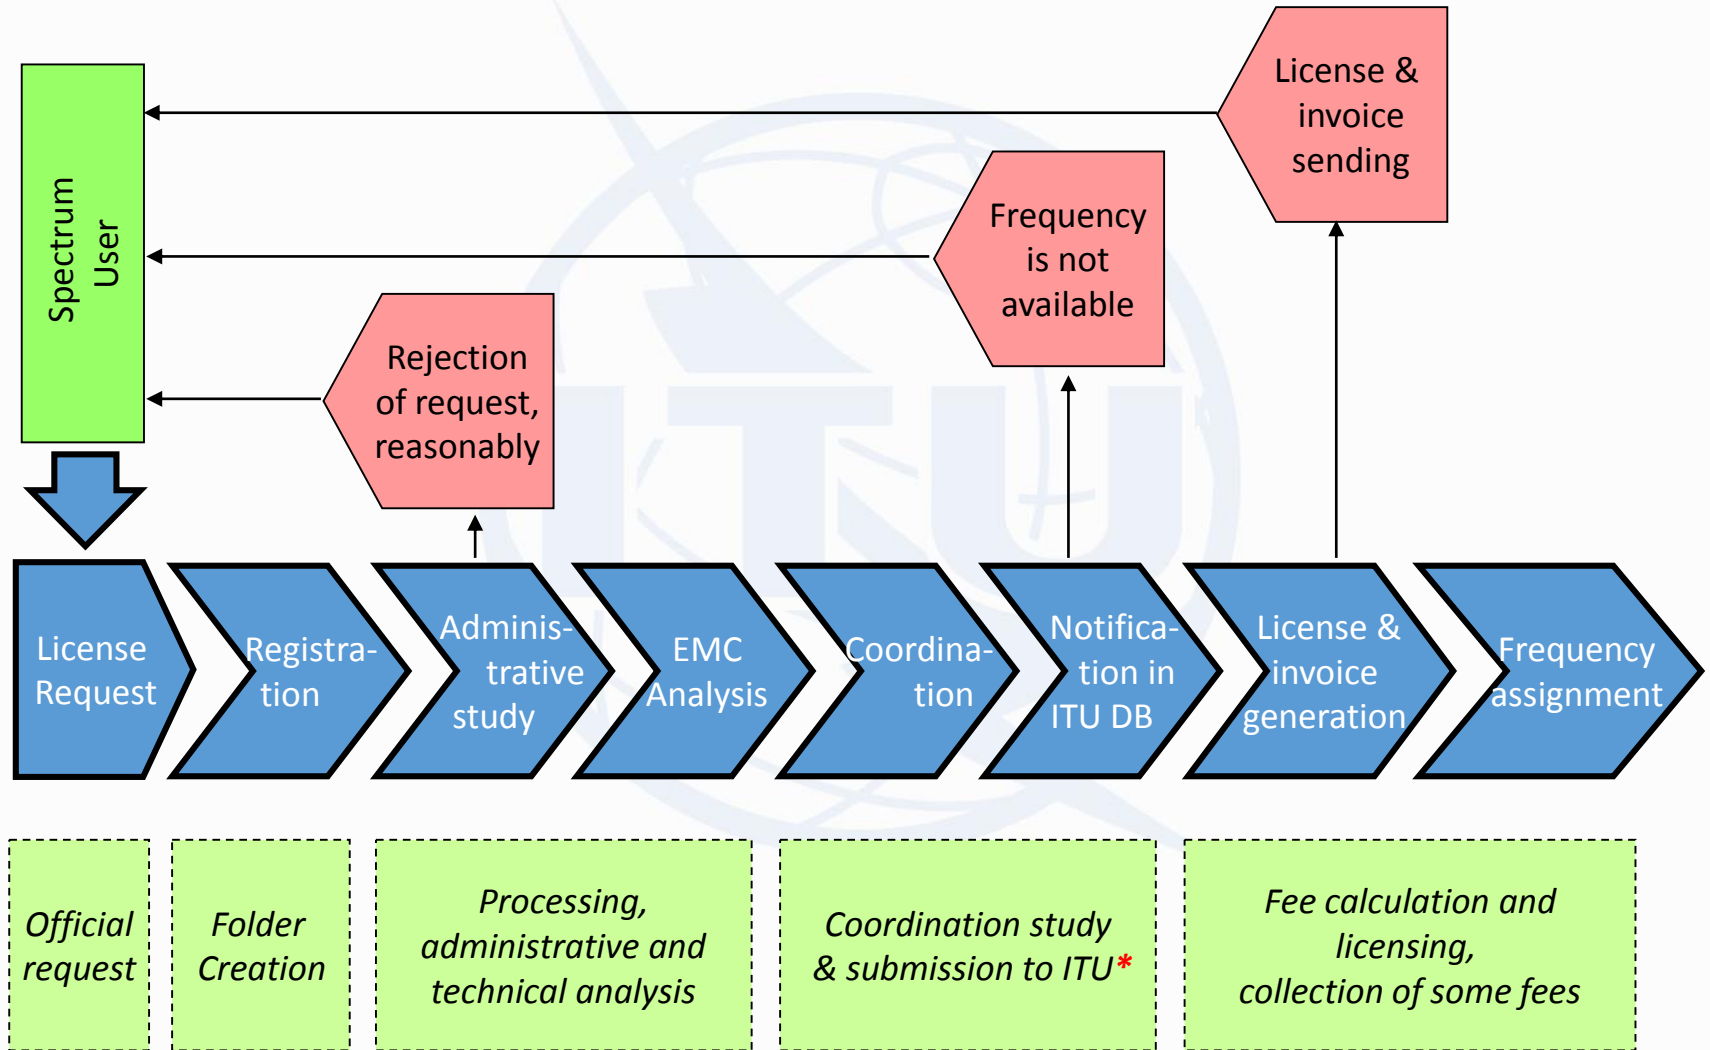 License &
invoice
sending
Spectrum
User
Frequency
is not
available
Rejection
of request,
reasonably
ITU
License
Request
Registra-
tion
Adminis-
trative
study
EMC
Analysis
Coordina-
tion
Notifica-
tion in
ITU DB
License &
invoice
generation
Frequency
assignment
Official
request
Folder
Creation
Processing,
administrative and
technical analysis
Coordination study
& submission to ITU*
Fee calculation and
licensing,
collection of some fees